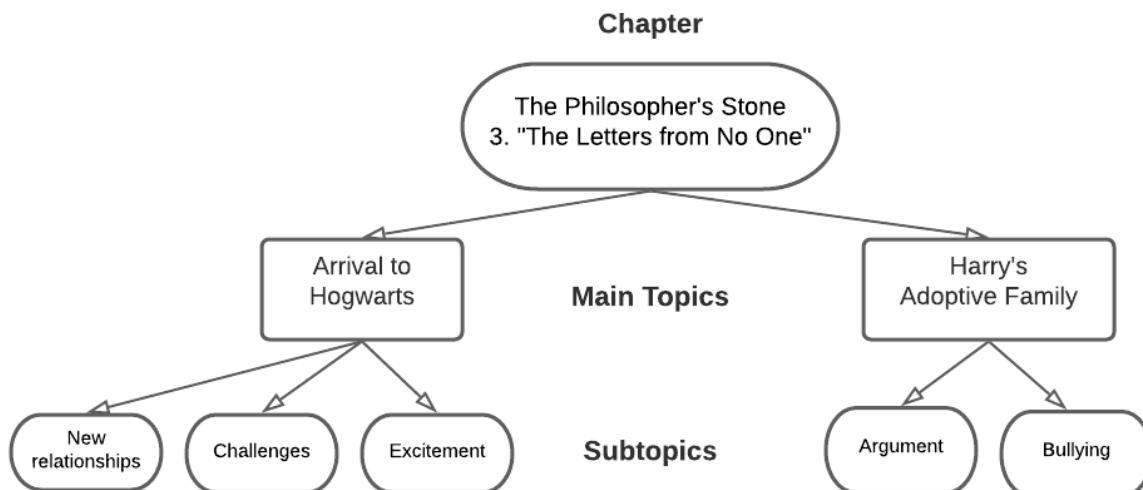 Chapter
The Philosopher's Stone
3. "The Letters from No One"
Arrival to
Hogwarts
Main Topics
Harry's
Adoptive Family
New
relationships
Challenges
Excitement
Subtopics
Argument
Bullying